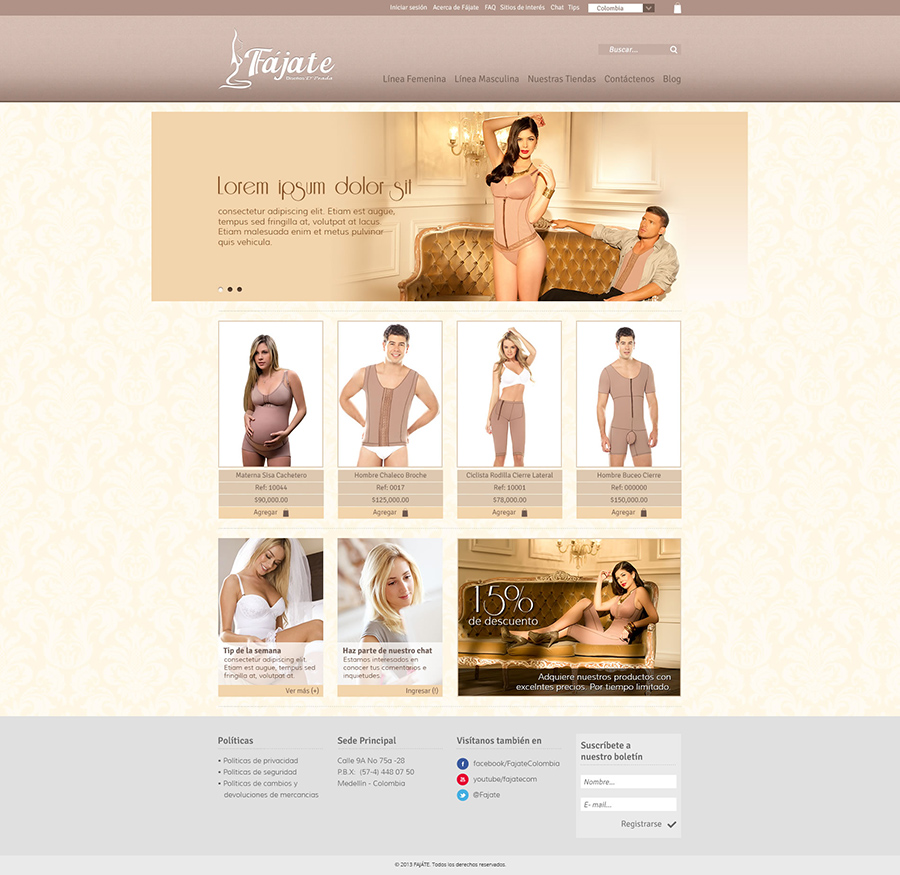 Iniciar sesión Acerca de Fájate FAQ Sitios de interés Chat Tips Colombia
Fájate
Buscar...
Línea Femenina Línea Masculina Nuestras Tiendas Contáctenos Blog
Lorem ipsum dolor sit
consectetur adipiscing elit. Etiam est augue,
tempus sed fringilla at, volutpat at lacus.
Etiam malesuada enim et metus pulvinar
quis vehicula.
Materna Sisa Cachetero
Ref: 10044
$90,000.00
Agregar
Hombre Chaleco Broche
Ref: 0017
$125,000.00
Agregar
Ciclista Rodilla Cierre Lateral
Ref: 10001
$78,000.00
Agregar
Hombre Buceo Cierre
Ref: 000000
$150,000.00
Agregar
Tip de la semana
consectetur adipiscing elit.
Etiam est augue, tempus sed
fringilla at, volutpat at.
Ver más (+)
Haz parte de nuestro chat
Estamos interesados en
conocer tus comentarios e
inquietudes.
Ingresar (!)
15%
de descuento
Adquiere nuestros productos con
excelntes precios. Por tiempo limitado.
Políticas
• Políticas de privacidad
• Políticas de seguridad
• Políticas de cambios y
devoluciones de mercancias
Sede Principal
Calle 9A No 75a -28
P.B.X: (57-4) 448 07 50
Medellín - Colombia
Visítanos también en
facebook/FajateColombia
youtube/fajatecom
@Fajate
Suscríbete a
nuestro boletín
Nombre...
E- mail...
Registrarse
© 2013 FAJÁTE. Todos los derechos reservados.